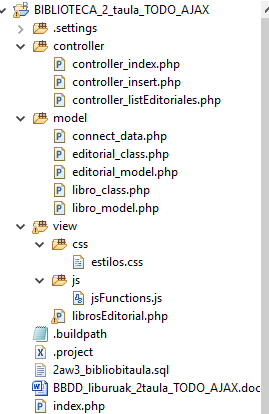 BIBLIOTECA_2_taula_TODO_AJAX
.settings
controller
controller_index.php
controller_insert.php
controller_listEditoriales.php
model
connect_data.php
editorial_class.php
editorial_model.php
libro_class.php
libro_model.php
view
css
estilos.css
js
jsFunctions.js
librosEditorial.php
.buildpath
.project
2aw3_bibliobitaula.sql
BBDD_liburuak_2taula_TODO_AJAX.doc
index.php